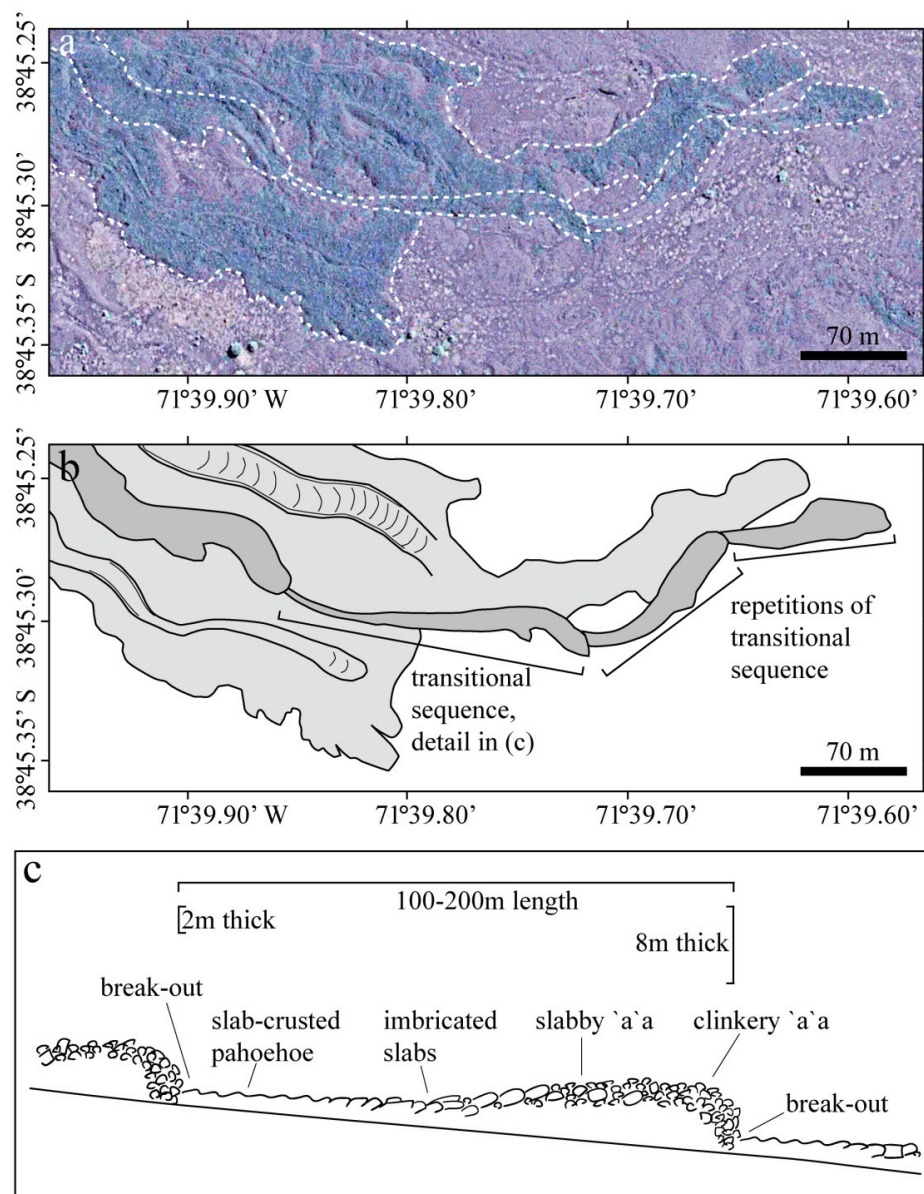 a
38°45.25'
38°45.30'
38°45.35' S
70 m
71°39.90' W
71°39.80'
71°39.70'
71°39.60'
b
38°45.25'
38°45.30'
38°45.35' S
repetitions of
transitional
sequence
transitional
sequence,
detail in (c)
70 m
71°39.90' W
71°39.80'
71°39.70'
71°39.60'
c
100-200m length
2m thick
8m thick
break-out
slab-crusted
pahoehoe
imbricated
slabs
slabby `a`a
clinkery `a`a
break-out